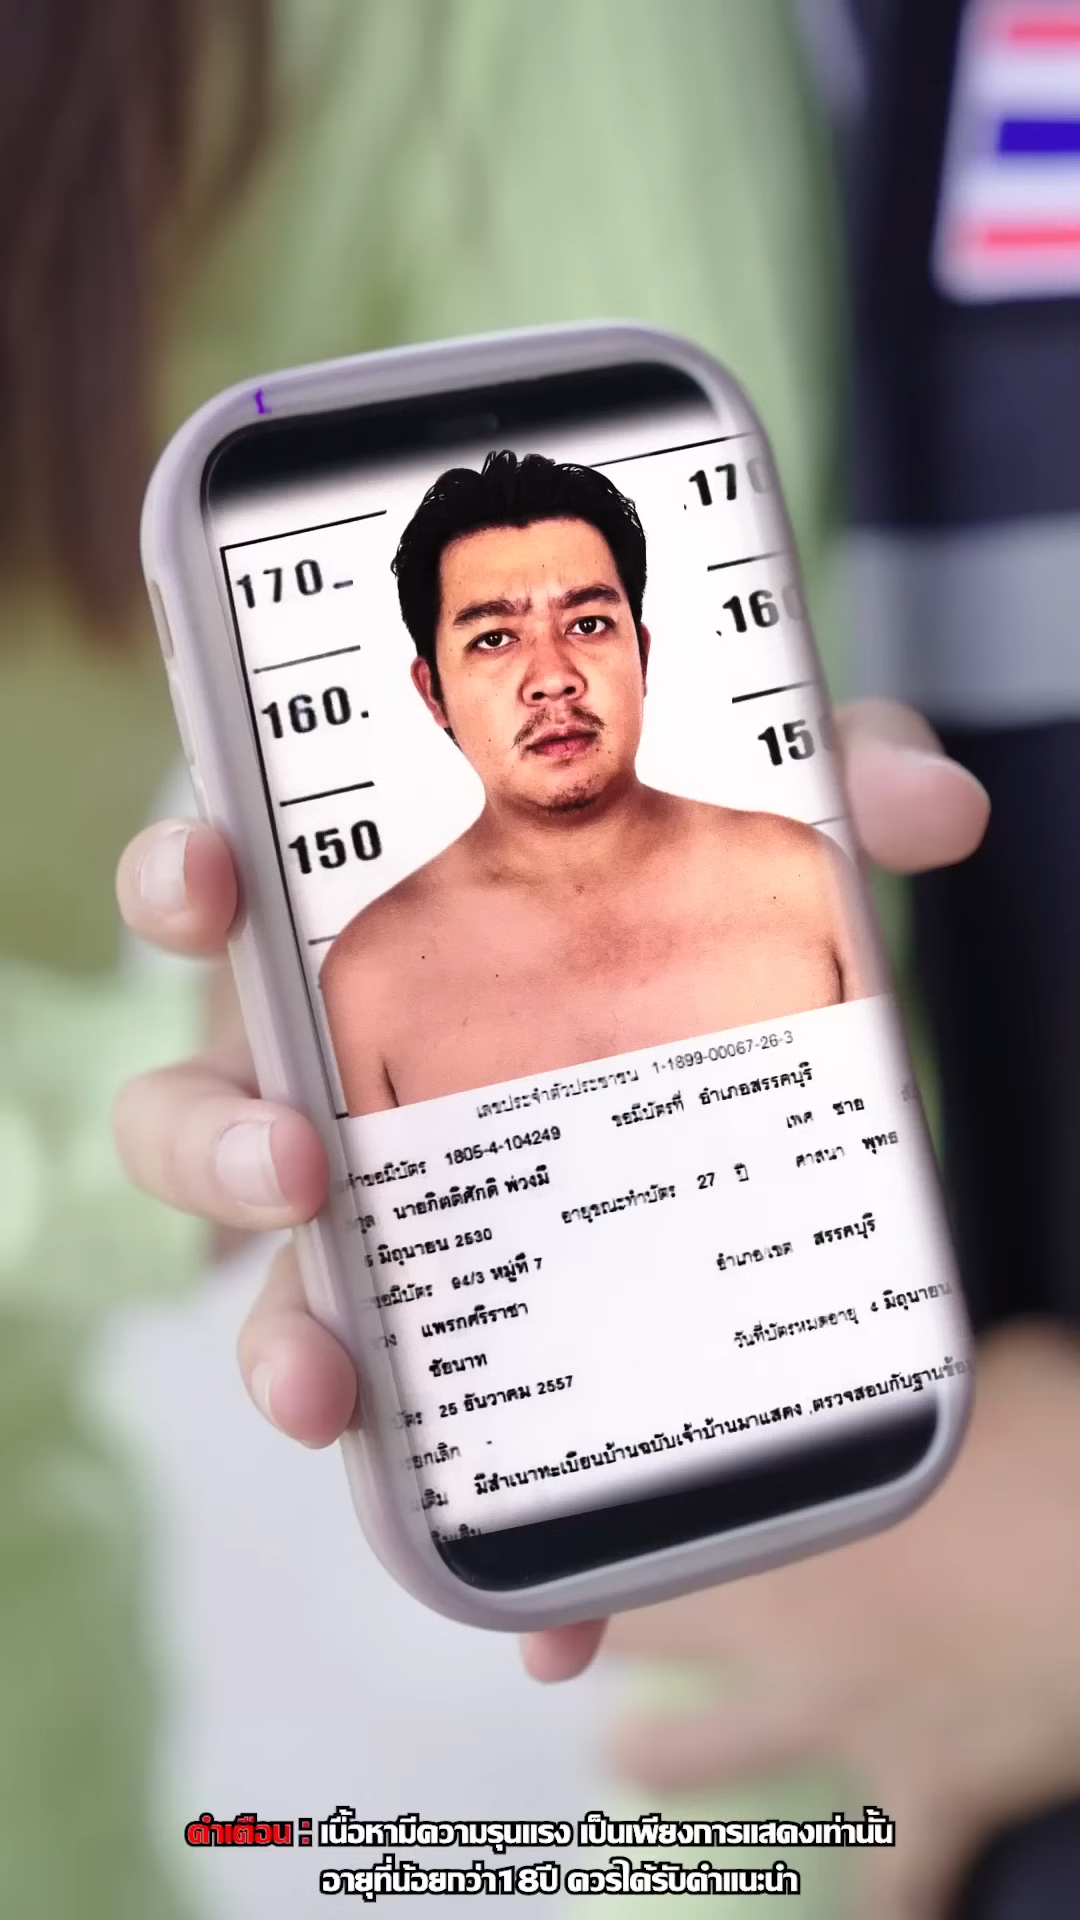 170
170
160
160
150
150
เลขประจำตัวประชาชน 1-1899-00067-26-3
คำขอมีบัตร 1805-4-104249 ขอมีบัตรที่ อำเภอสรรคบุรี
นายกิตติศักดิ์ พ่วงมี เพศ ชาย
มิถุนายน 2530 อายุขณะทำบัตร 27 ปี ศาสนา พุทธ
ขอมีบัตร 94/3 หมู่ที่ 7
แพรกศรีราชา อำเภอ/เขต สรรคบุรี
ชัยนาท
25 ธันวาคม 2557 วันที่บัตรหมดอายุ 4 มิถุนายน
-
มีสำเนาทะเบียนบ้านฉบับเจ้าบ้านมาแสดง ,ตรวจสอบกับฐานข้อ
คำเตือน : เนื้อหามีความรุนแรง เป็นเพียงการแสดงเท่านั้น
อายุที่น้อยกว่า18ปี ควรได้รับคำแนะนำ